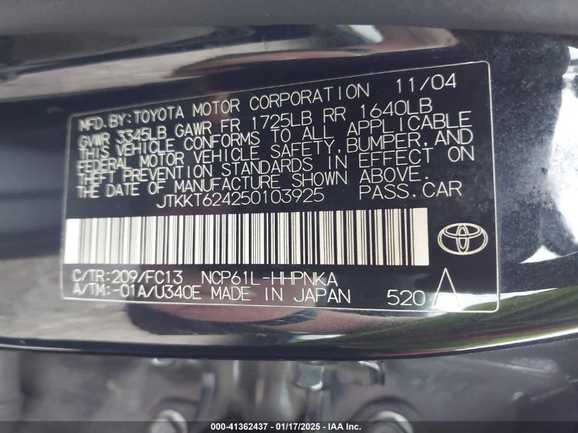 MFD.BY:TOYOTA MOTOR CORPORATION 11/04
GVWR 3345LB GAWR FR 1725LB RR 1640LB
THIS VEHICLE CONFORMS TO ALL APPLICABLE
FEDERAL MOTOR VEHICLE SAFETY,BUMPER,AND
THEFT PREVENTION STANDARDS IN EFFECT ON
THE DATE OF MANUFACTURE SHOWN ABOVE.
JTKKT624250103925 PASS.CAR
C/TR:209/FC13 NCP61L-HHPNKA
A/TM:-01A/U340E MADE IN JAPAN 520
000-41362437 - 01/17/2025 - IAA Inc.